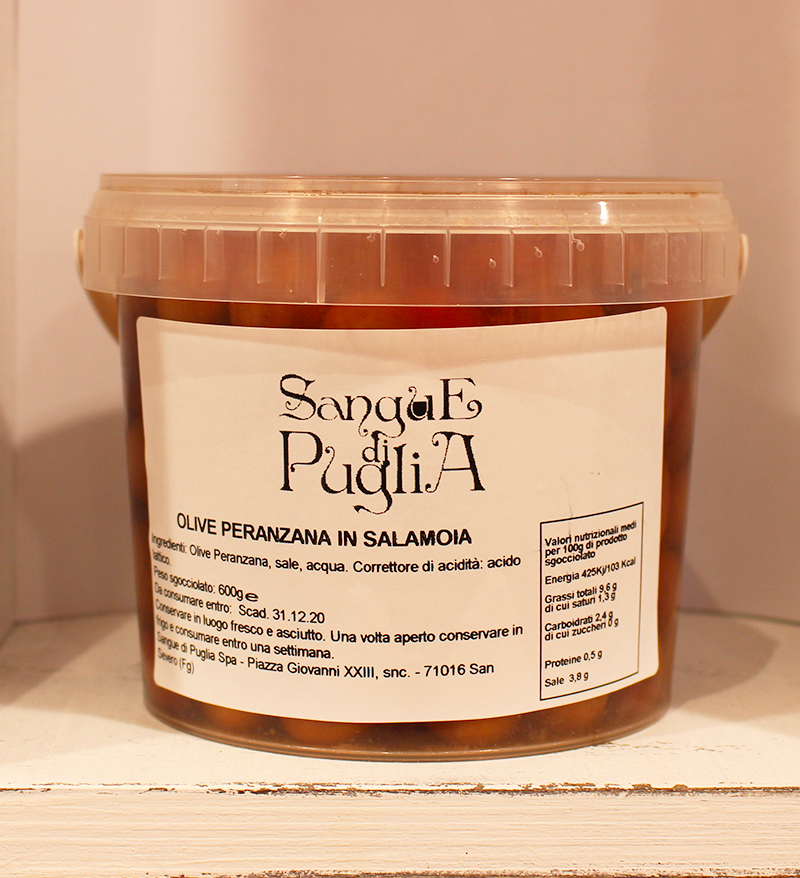 SanguE
di
PugliA
OLIVE PERANZANA IN SALAMOIA
Ingredienti: Olive Peranzana, sale, acqua. Correttore di acidità: acido
lattico.
Peso sgocciolato: 600g ℮
Da consumare entro: Scad. 31.12.20
Conservare in luogo fresco e asciutto. Una volta aperto conservare in
frigo e consumare entro una settimana.
Sangue di Puglia Spa - Piazza Giovanni XXIII, snc. - 71016 San
Severo (Fg)
Valori nutrizionali medi
per 100g di prodotto
sgocciolato
Energia 425Kj/103 Kcal
Grassi totali 9,6 g
di cui saturi 1,3 g
Carboidrati 2,4 g
di cui zuccheri 0 g
Proteine 0,5 g
Sale 3,8 g